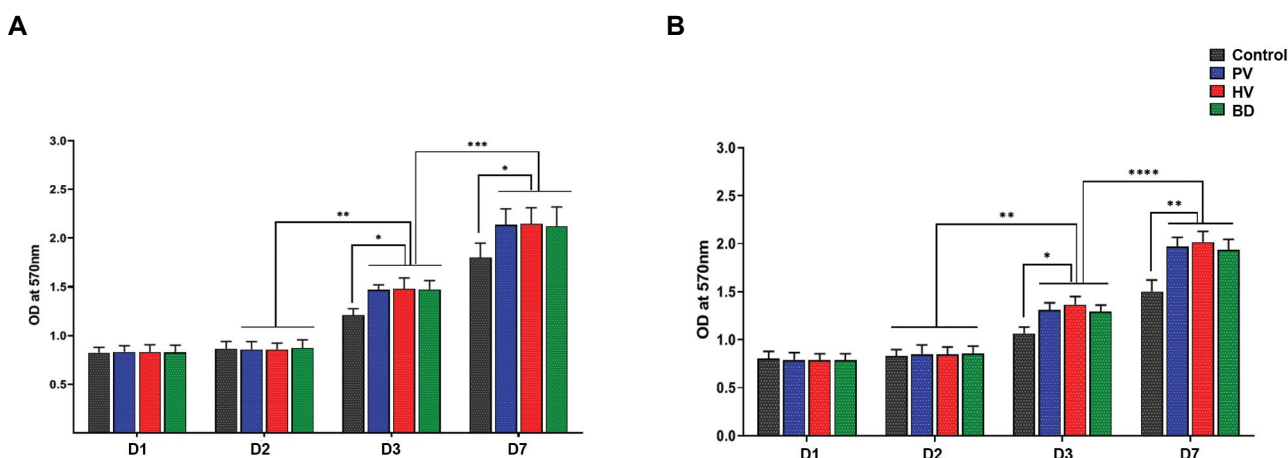 A
B
Control
PV
HV
BD
OD at 570nm
3.0
2.5
2.0
1.5
1.0
0.5
**
*
***
*
D1
D2
D3
D7
OD at 570nm
3.0
2.5
2.0
1.5
1.0
0.5
0.0
**
*
****
**
D1
D2
D3
D7